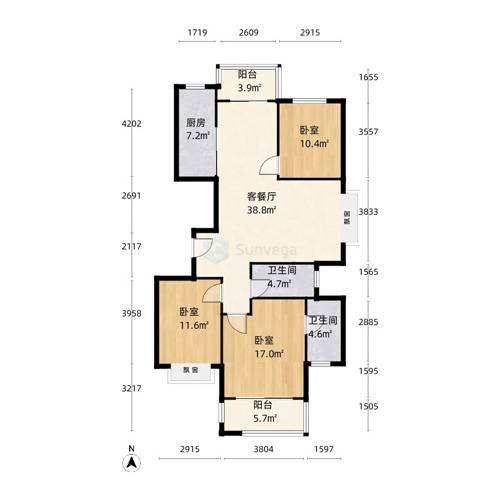 1719 2609 2915
阳台
3.9㎡
1655
4202
厨房
7.2㎡
卧室
10.4㎡
3557
2691
客餐厅
38.8㎡
飘窗
3833
2117
Sunvega
卫生间
4.7㎡
1565
3958
卧室
11.6㎡
卫生间
4.6㎡
2885
卧室
17.0㎡
飘窗
1595
3217
阳台
5.7㎡
1505
N
2915 3804 1597